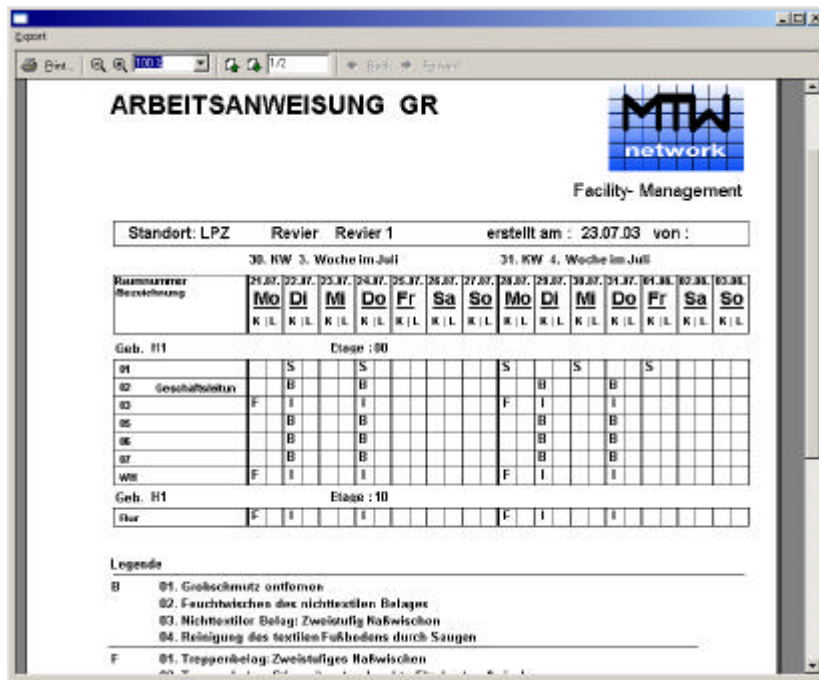 Export
Print... 100% 1/2 Back Forward
ARBEITSANWEISUNG GR
MTW
network
Facility- Management
Standort: LPZ Revier Revier 1 erstellt am : 23.07.03 von :
30. KW 3. Woche im Juli 31. KW 4. Woche im Juli
Raumnummer 21.07. 22.07. 23.07. 24.07. 25.07. 26.07. 27.07. 28.07. 29.07. 30.07. 31.07. 01.08. 02.08. 03.08.
/Bezeichnung Mo Di Mi Do Fr Sa So Mo Di Mi Do Fr Sa So
K | L K | L K | L K | L K | L K | L K | L K | L K | L K | L K | L K | L K | L K | L
Geb. H1 Etage : 00
01 S S S S S
02 Geschäftsleitun B B B B
03 F I I F I I
05 B B B B
06 B B B B
07 B B B B
WH F I I F I I
Geb. H1 Etage : 10
Flur F I I F I I
Legende
B 01. Grobschmutz entfernen
02. Feuchtwischen des nichttextilen Belages
03. Nichttextiler Belag: Zweistufig Naßwischen
04. Reinigung des textilen Fußbodens durch Saugen
F 01. Treppenbelag: Zweistufiges Naßwischen